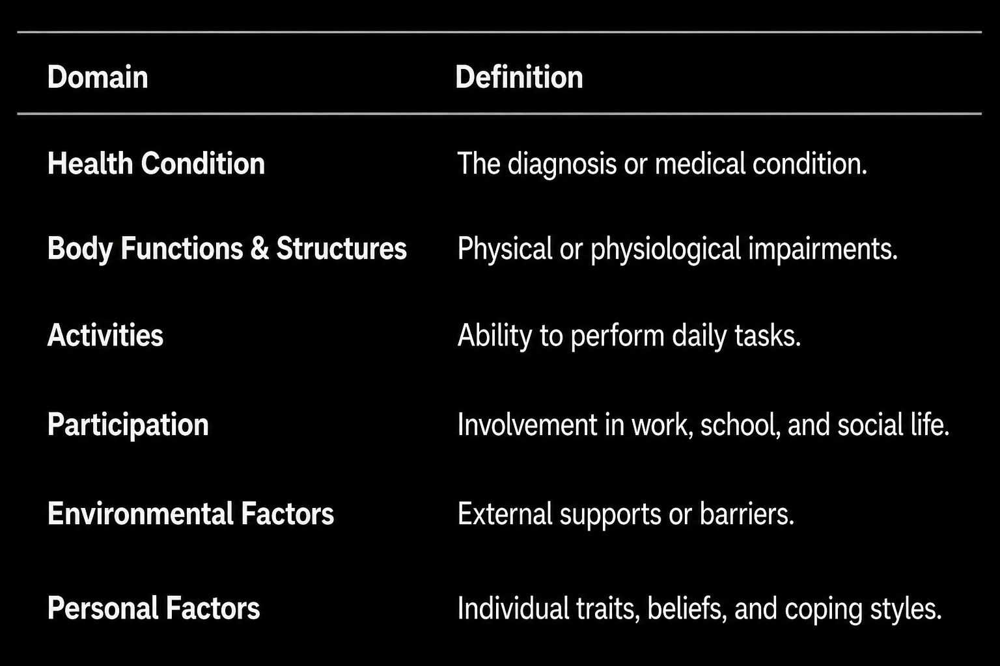 Domain Definition
Health Condition The diagnosis or medical condition.
Body Functions & Structures Physical or physiological impairments.
Activities Ability to perform daily tasks.
Participation Involvement in work, school, and social life.
Environmental Factors External supports or barriers.
Personal Factors Individual traits, beliefs, and coping styles.